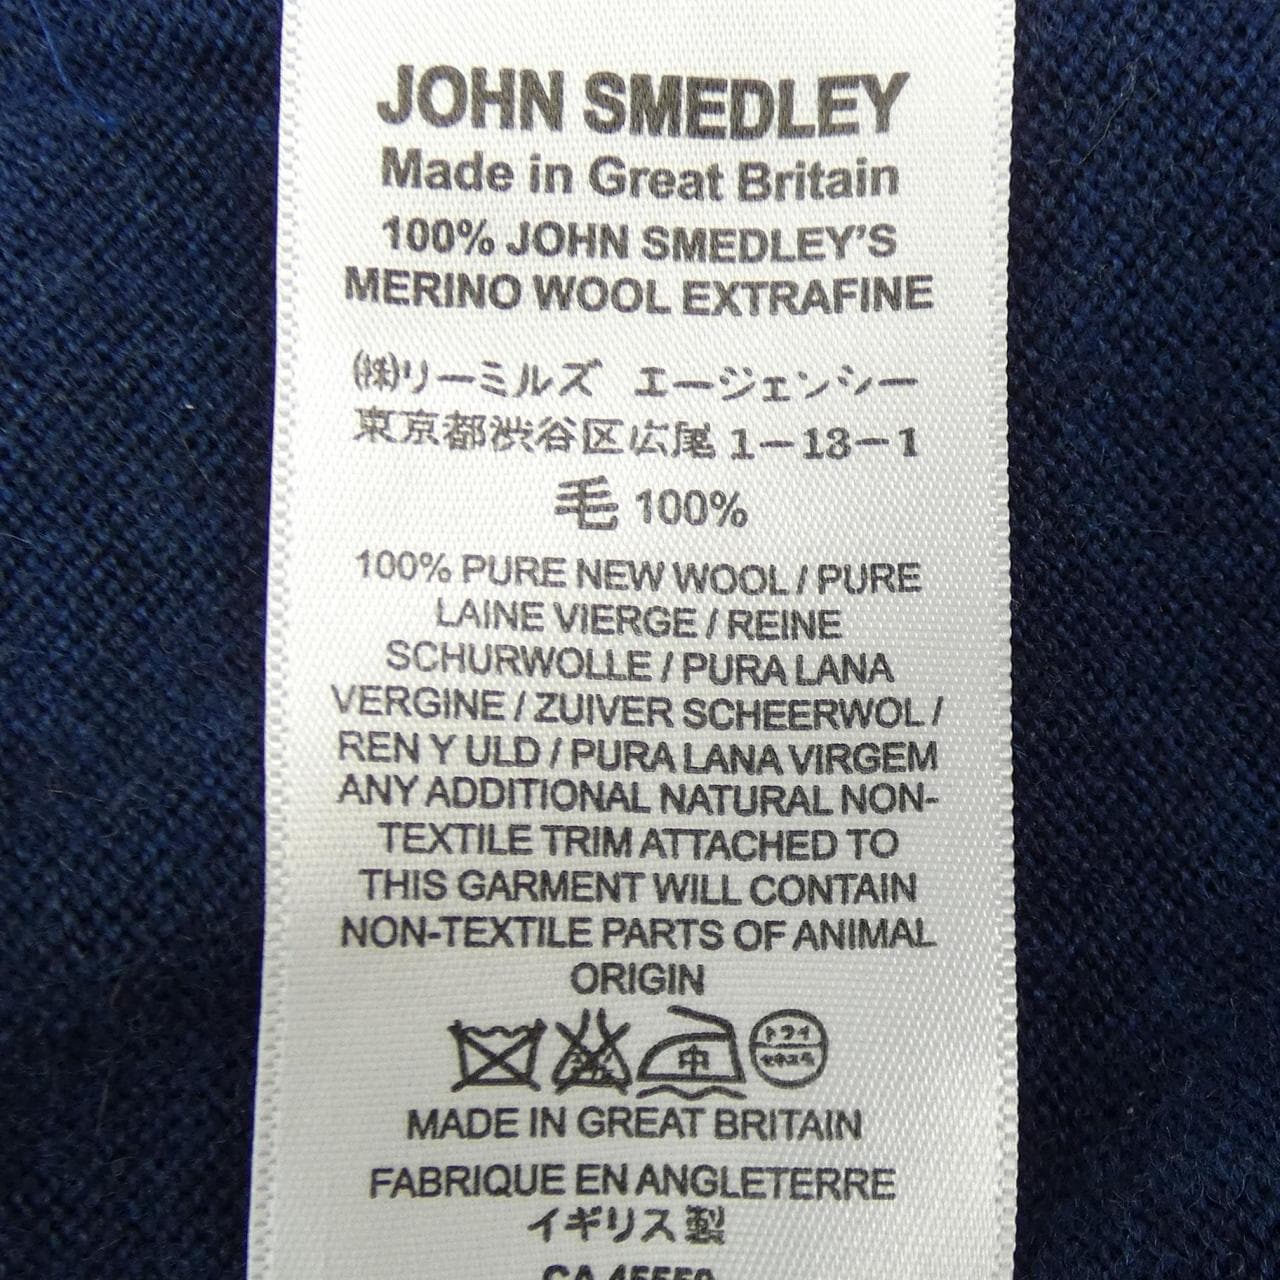 JOHN SMEDLEY
Made in Great Britain
100% JOHN SMEDLEY'S
MERINO WOOL EXTRAFINE
㈱リーミルズ エージェンシー
東京都渋谷区広尾1-13-1
毛 100%
100% PURE NEW WOOL / PURE
LAINE VIERGE / REINE
SCHURWOLLE / PURA LANA
VERGINE / ZUIVER SCHEERWOL /
REN Y ULD / PURA LANA VIRGEM
ANY ADDITIONAL NATURAL NON-
TEXTILE TRIM ATTACHED TO
THIS GARMENT WILL CONTAIN
NON-TEXTILE PARTS OF ANIMAL
ORIGIN
中 ドライ
MADE IN GREAT BRITAIN
FABRIQUE EN ANGLETERRE
イギリス製